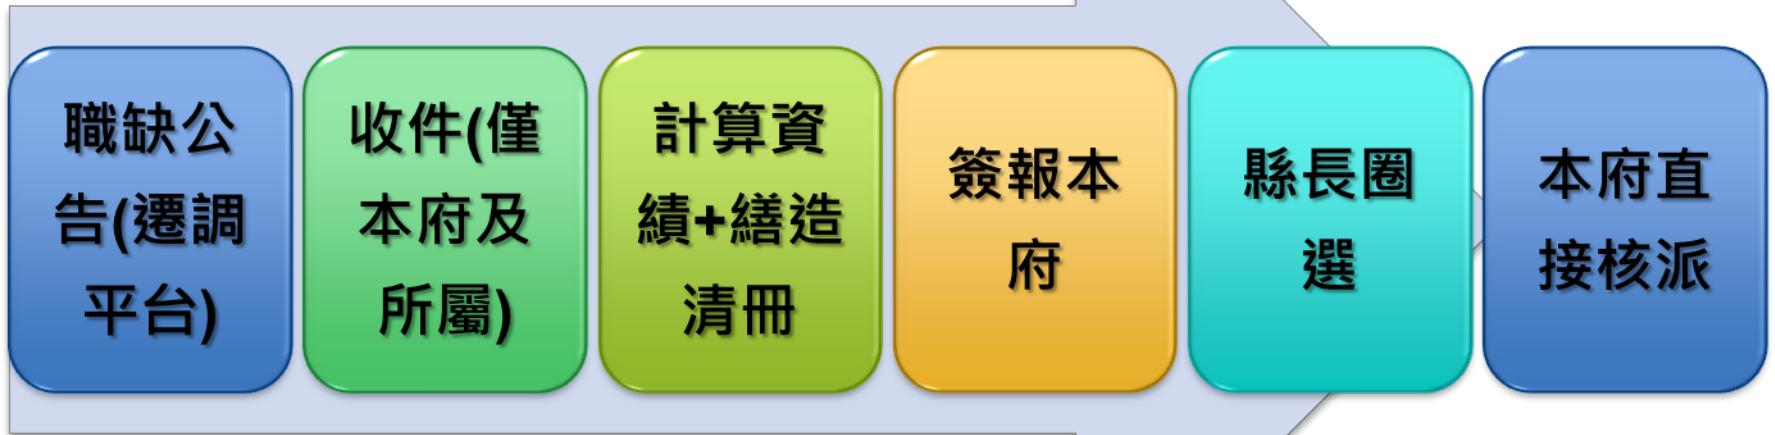 職缺公
告(遷調
平台)
收件(僅
本府及
所屬)
計算資
績+繕造
清冊
簽報本
府
縣長圈
選
本府直
接核派